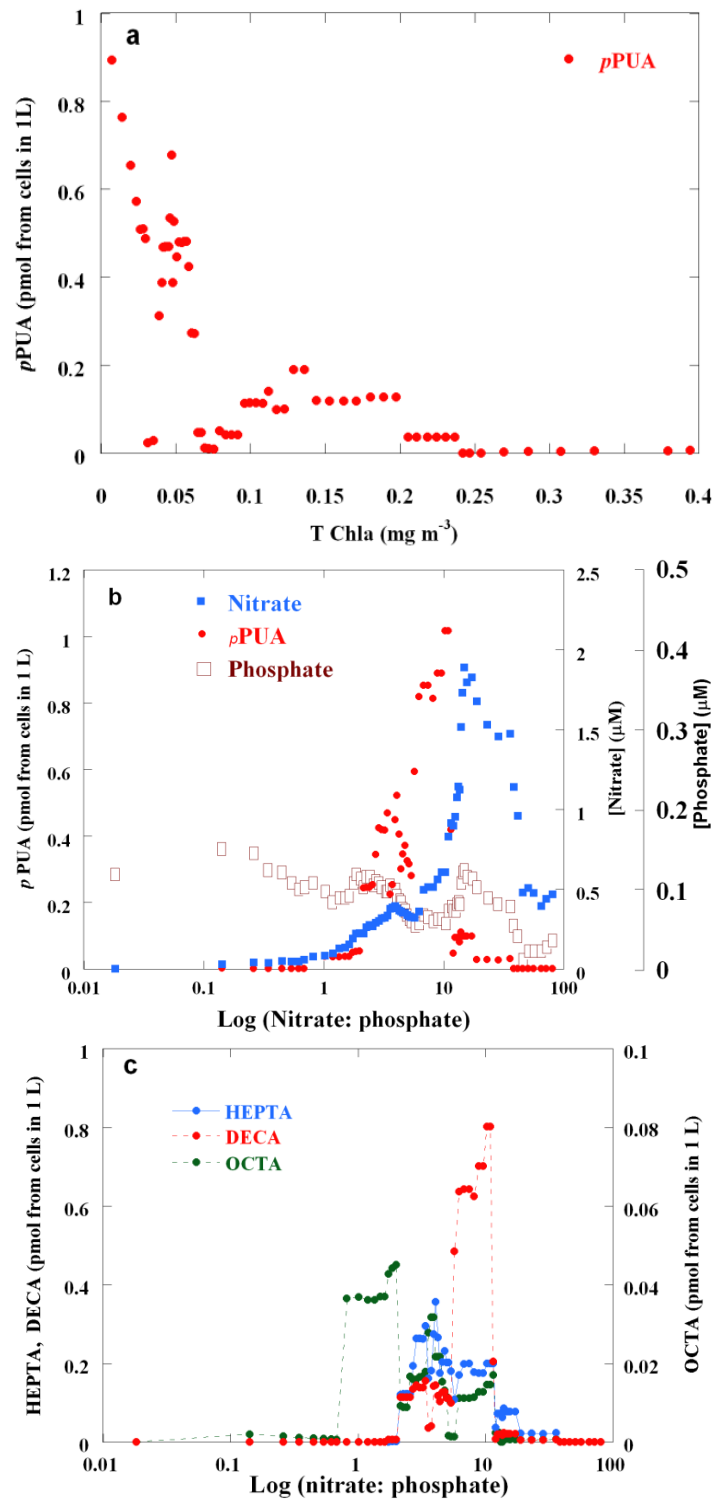 a
pPUA
1
0.8
0.6
0.4
0.2
0
pPUA (pmol from cells in 1L)
0 0.05 0.1 0.15 0.2 0.25 0.3 0.35 0.4
T Chla (mg m-3)
b
Nitrate
pPUA
Phosphate
1.2
1
0.8
0.6
0.4
0.2
0
p PUA (pmol from cells in 1 L)
2.5
2
1.5
1
0.5
0
[Nitrate] (μM)
0.5
0.4
0.3
0.2
0.1
0
[Phosphate] (μM)
0.01 0.1 1 10 100
Log (Nitrate: phosphate)
c
HEPTA
DECA
OCTA
1
0.8
0.6
0.4
0.2
0.0
HEPTA, DECA (pmol from cells in 1 L)
0.1
0.08
0.06
0.04
0.02
0.00
OCTA (pmol from cells in 1 L)
0.01 0.1 1 10 100
Log (nitrate: phosphate)